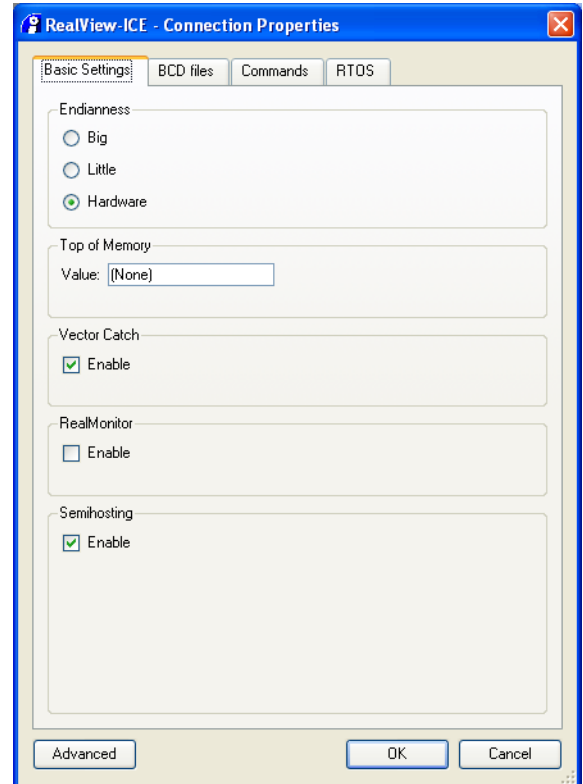 RealView-ICE - Connection Properties
Basic Settings BCD files Commands RTOS
Endianness
Big
Little
Hardware
Top of Memory
Value: (None)
Vector Catch
Enable
RealMonitor
Enable
Semihosting
Enable
Advanced OK Cancel